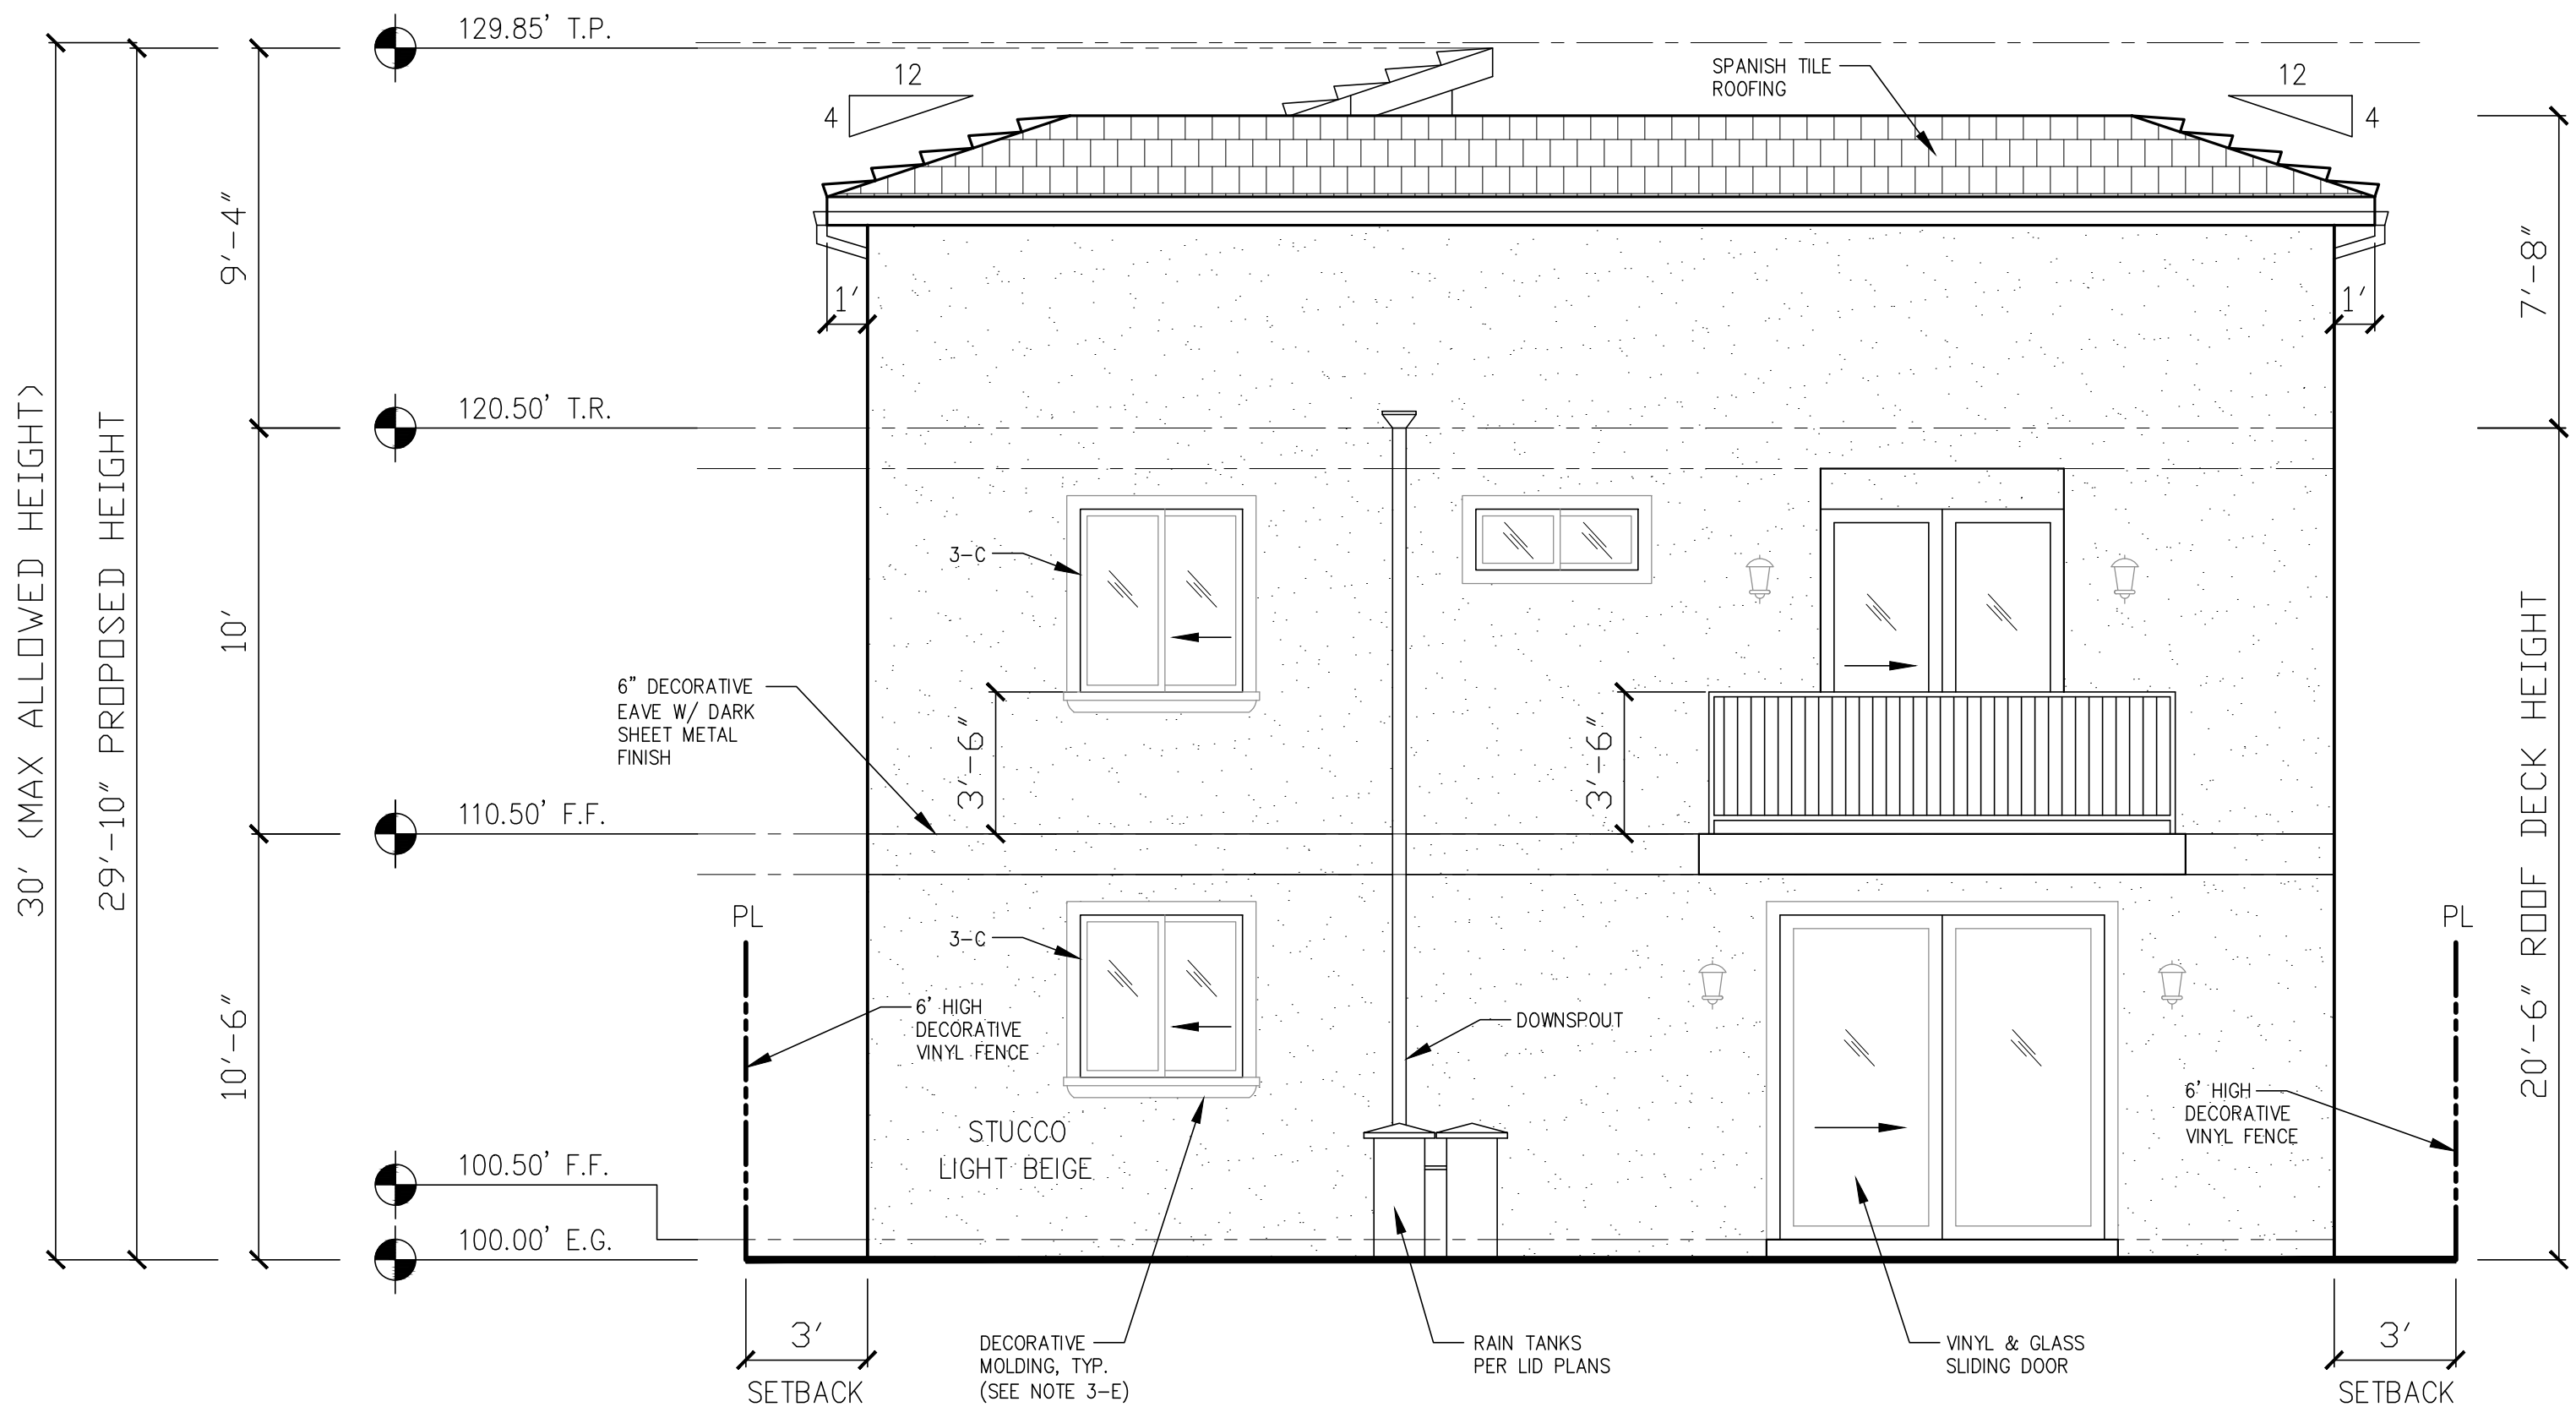 129.85' T.P.
12
4
SPANISH TILE
ROOFING
12
4
9'-4"
7'-8"
1'
1'
30' (MAX ALLOWED HEIGHT)
29'-10" PROPOSED HEIGHT
120.50' T.R.
10'
3-C
6" DECORATIVE
EAVE W/ DARK
SHEET METAL
FINISH
3'-6"
3'-6"
20'-6" ROOF DECK HEIGHT
110.50' F.F.
PL
PL
3-C
10'-6"
6' HIGH
DECORATIVE
VINYL FENCE
DOWNSPOUT
6' HIGH
DECORATIVE
VINYL FENCE
STUCCO
LIGHT BEIGE
100.50' F.F.
100.00' E.G.
3'
SETBACK
DECORATIVE
MOLDING, TYP.
(SEE NOTE 3-E)
RAIN TANKS
PER LID PLANS
VINYL & GLASS
SLIDING DOOR
3'
SETBACK